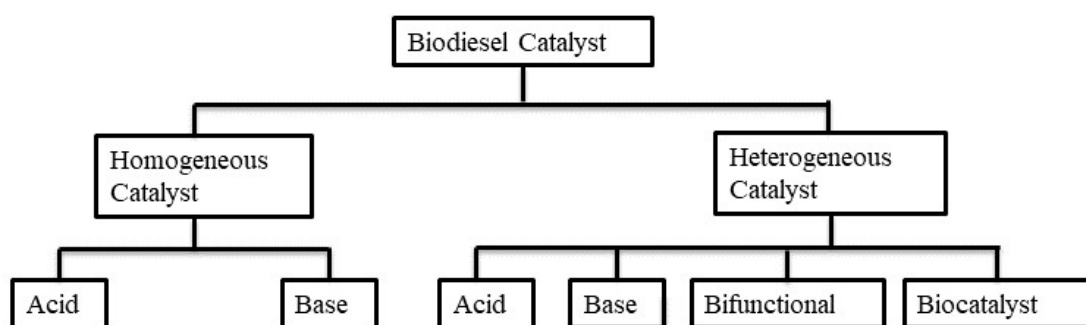 Biodiesel Catalyst
Homogeneous
Catalyst
Heterogeneous
Catalyst
Acid
Base
Acid
Base
Bifunctional
Biocatalyst